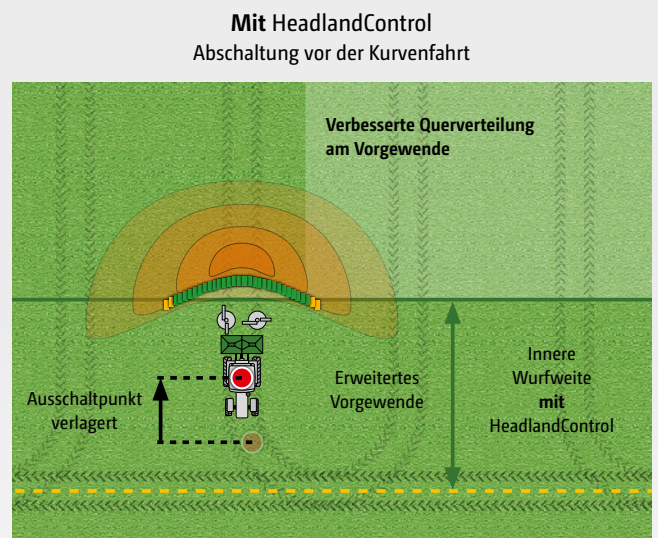 Mit HeadlandControl
Abschaltung vor der Kurvenfahrt
Verbesserte Querverteilung
am Vorgewende
Ausschaltpunkt
verlagert
Erweitertes
Vorgewende
Innere
Wurfweite
mit
HeadlandControl